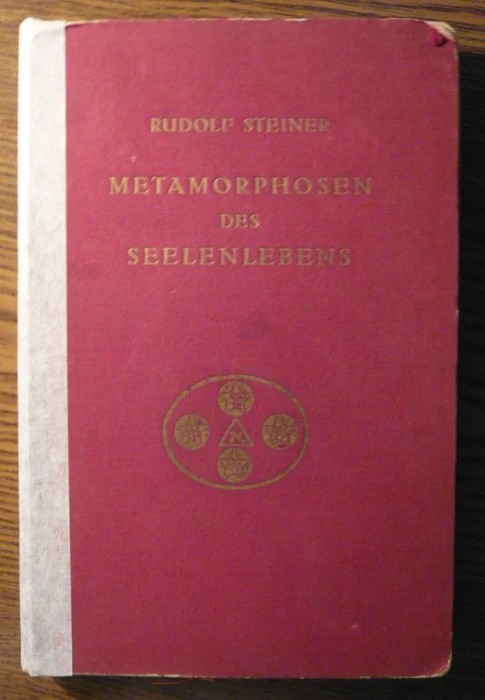 RUDOLF STEINER
METAMORPHOSEN
DES
SEELENLEBENS